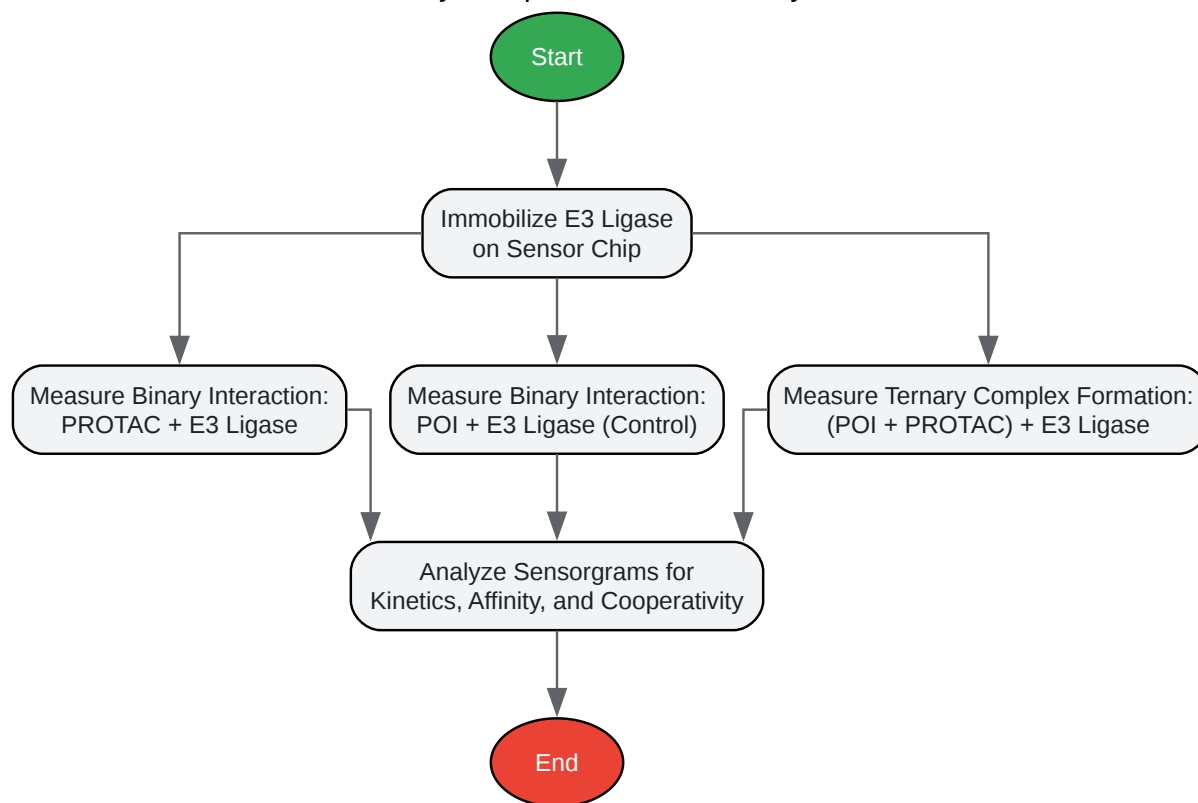 Start
Immobilize E3 Ligase
on Sensor Chip
Measure Binary Interaction:
PROTAC + E3 Ligase
Measure Binary Interaction:
POI + E3 Ligase (Control)
Measure Ternary Complex Formation:
(POI + PROTAC) + E3 Ligase
Analyze Sensorgrams for
Kinetics, Affinity, and Cooperativity
End